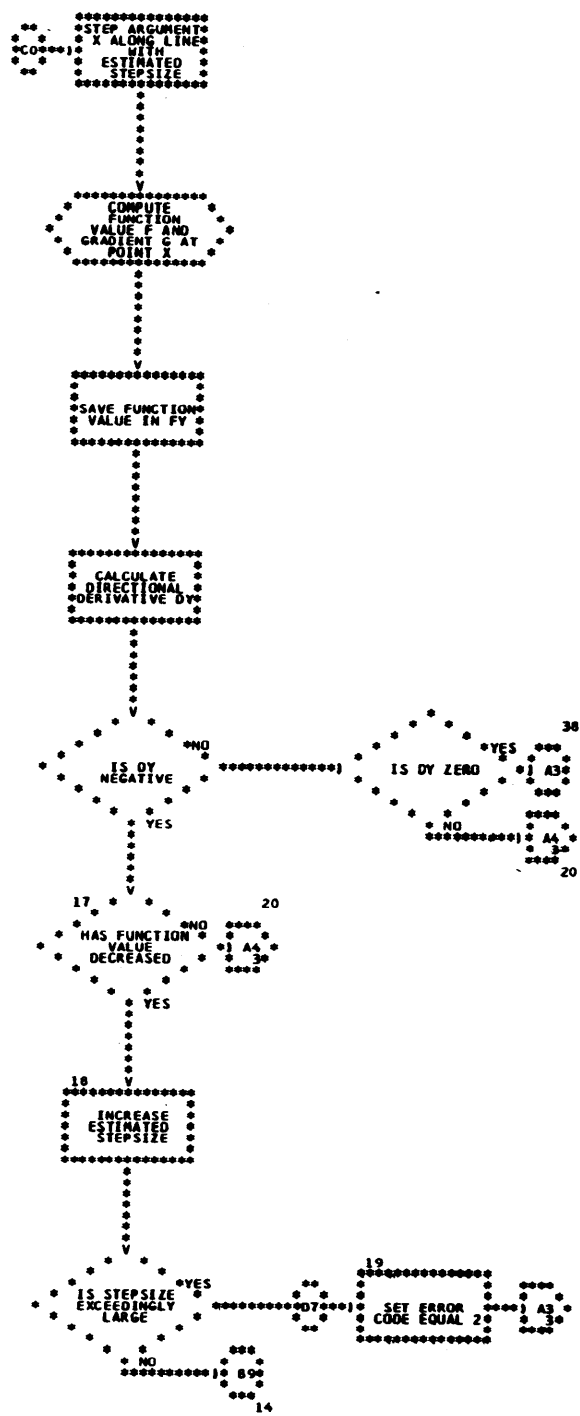 STEP ARGUMENT
X ALONG LINE
WITH
ESTIMATED
STEPSIZE
CO
COMPUTE
FUNCTION
VALUE F AND
GRADIENT G AT
POINT X
SAVE FUNCTION
VALUE IN FY
CALCULATE
DIRECTIONAL
DERIVATIVE DY
IS DY
NEGATIVE
NO
YES
IS DY ZERO
YES
38
A3
NO
A4
3
20
17
HAS FUNCTION
VALUE
DECREASED
NO
20
A4
3
YES
18
INCREASE
ESTIMATED
STEPSIZE
IS STEPSIZE
EXCEEDINGLY
LARGE
YES
D7
19
SET ERROR
CODE EQUAL 2
A3
3
NO
B9
14